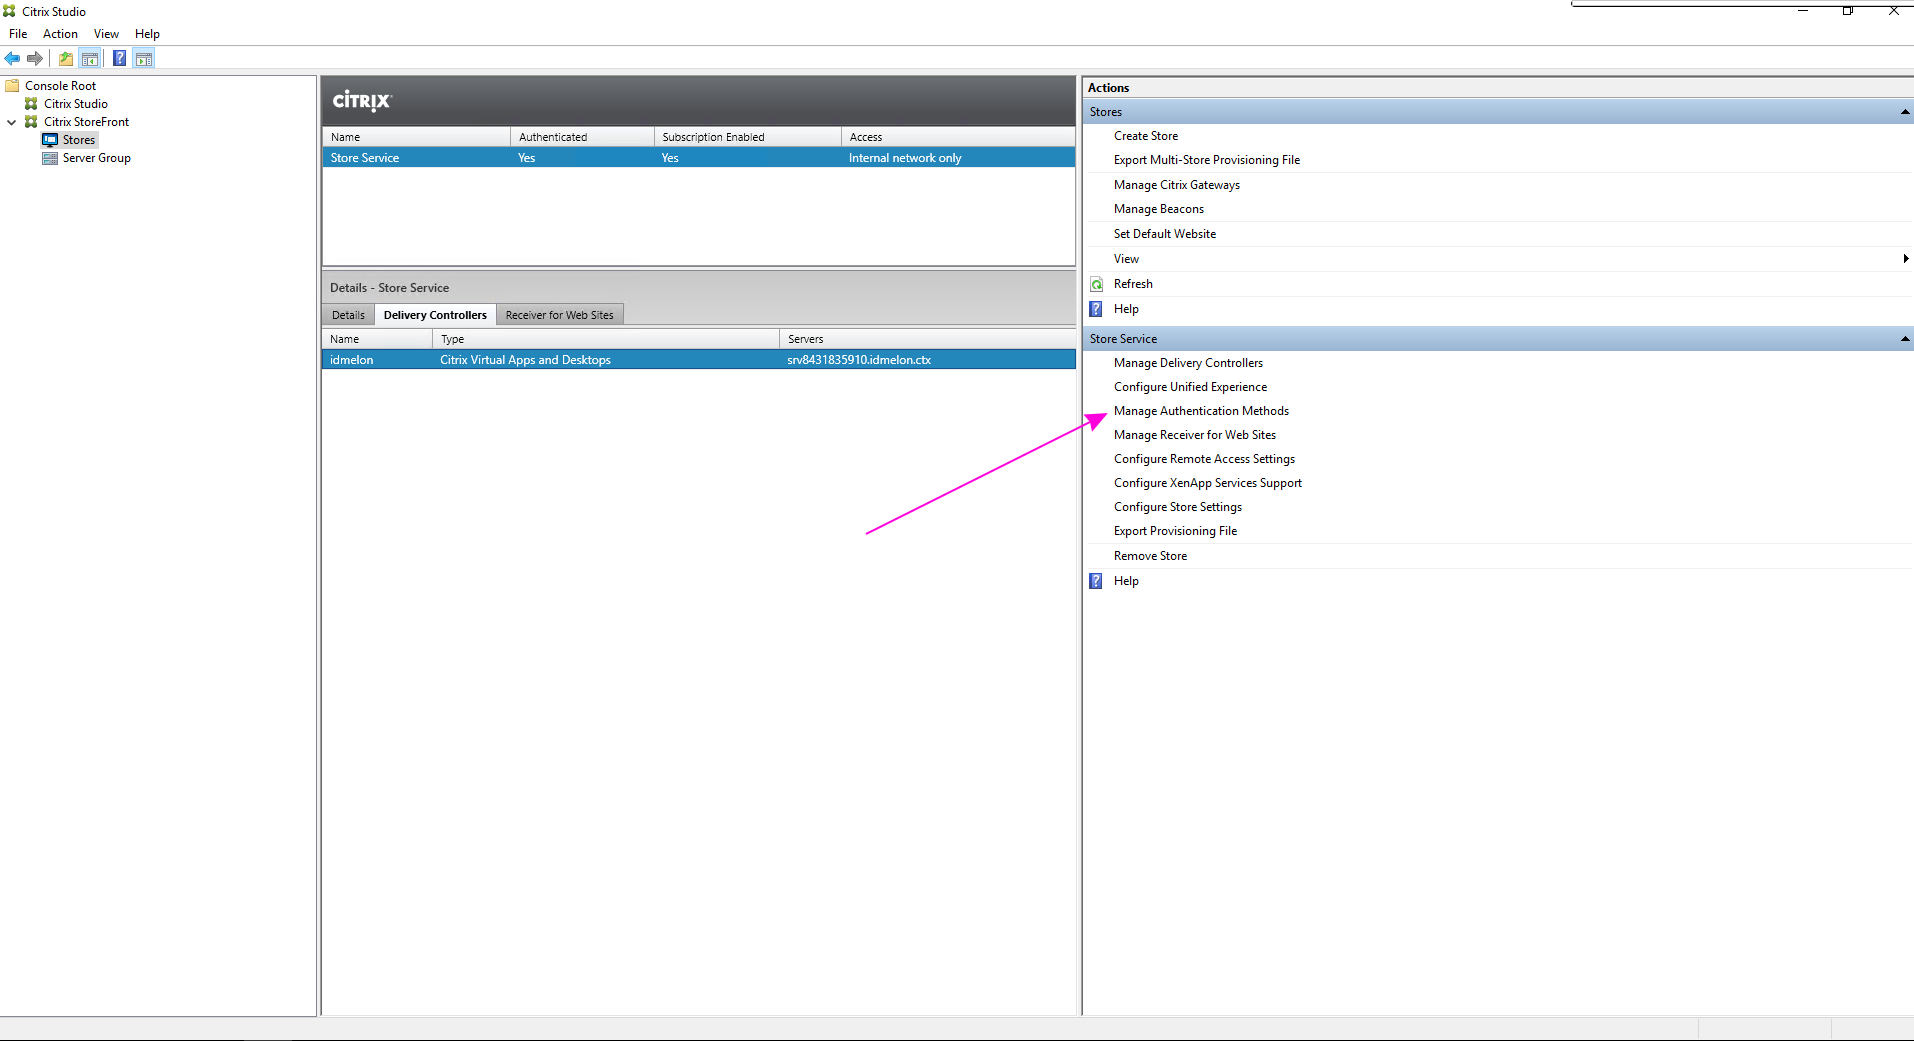 Citrix Studio
File Action View Help
Console Root
Citrix Studio
Citrix StoreFront
Stores
Server Group
CiTRIX
Name Authenticated Subscription Enabled Access
Store Service Yes Yes Internal network only
Details - Store Service
Details Delivery Controllers Receiver for Web Sites
Name Type Servers
idmelon Citrix Virtual Apps and Desktops srv8431835910.idmelon.ctx
Actions
Stores
Create Store
Export Multi-Store Provisioning File
Manage Citrix Gateways
Manage Beacons
Set Default Website
View
Refresh
Help
Store Service
Manage Delivery Controllers
Configure Unified Experience
Manage Authentication Methods
Manage Receiver for Web Sites
Configure Remote Access Settings
Configure XenApp Services Support
Configure Store Settings
Export Provisioning File
Remove Store
Help